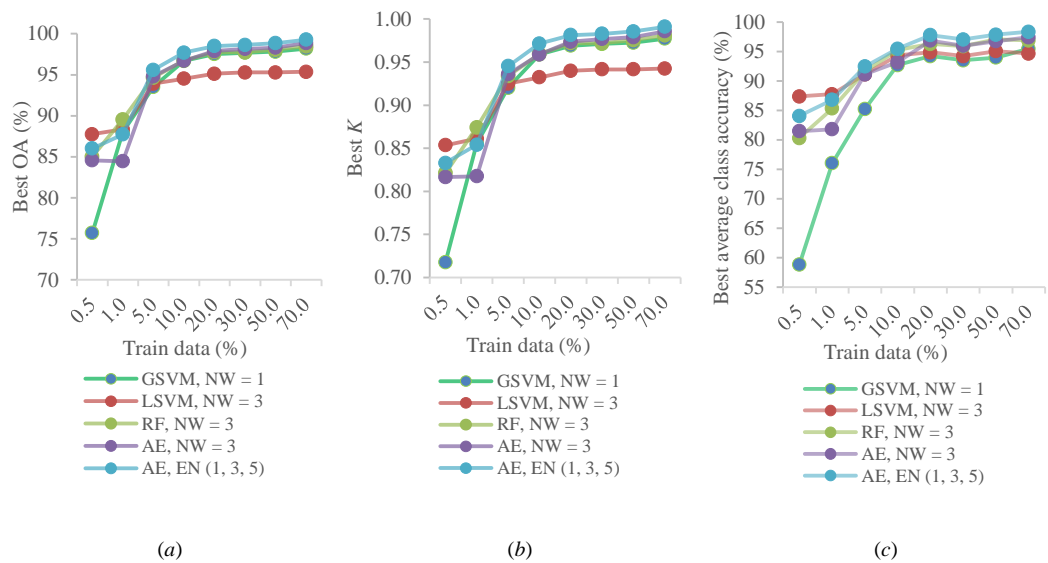 Best OA (%)
100
95
90
85
80
75
70
0.5
1.0
5.0
10.0
20.0
30.0
50.0
70.0
Train data (%)
GSVM, NW = 1
LSVM, NW = 3
RF, NW = 3
AE, NW = 3
AE, EN (1, 3, 5)
(a)
Best K
1.00
0.95
0.90
0.85
0.80
0.75
0.70
0.5
1.0
5.0
10.0
20.0
30.0
50.0
70.0
Train data (%)
GSVM, NW = 1
LSVM, NW = 3
RF, NW = 3
AE, NW = 3
AE, EN (1, 3, 5)
(b)
Best average class accuracy (%)
100
95
90
85
80
75
70
65
60
55
0.5
1.0
5.0
10.0
20.0
30.0
50.0
70.0
Train data (%)
GSVM, NW = 1
LSVM, NW = 3
RF, NW = 3
AE, NW = 3
AE, EN (1, 3, 5)
(c)